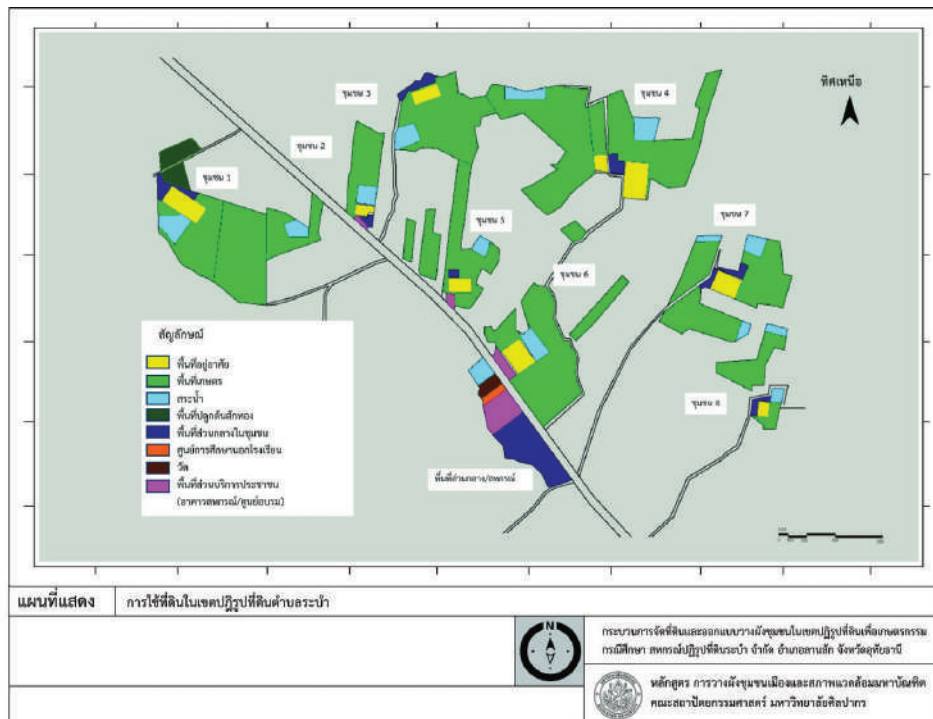 ทิศเหนือ
ชุมชน 3
ชุมชน 4
ชุมชน 2
ชุมชน 1
ชุมชน 5
ชุมชน 7
ชุมชน 6
ชุมชน 8
พื้นที่ส่วนกลาง/สหกรณ์
สัญลักษณ์
พื้นที่อยู่อาศัย
พื้นที่เกษตร
สระน้ำ
พื้นที่ปลูกต้นสักทอง
พื้นที่ส่วนกลางในชุมชน
ศูนย์การศึกษานอกโรงเรียน
วัด
พื้นที่ส่วนบริการประชาชน
(อาคารสหกรณ์/ศูนย์อบรม)
แผนที่แสดง การใช้ที่ดินในเขตปฏิรูปที่ดินตำบลระบำ
N
กระบวนการจัดที่ดินและออกแบบวางผังชุมชนในเขตปฏิรูปที่ดินเพื่อเกษตรกรรม
กรณีศึกษา สหกรณ์ปฏิรูปที่ดินระบำ จำกัด อำเภอลานสัก จังหวัดอุทัยธานี
หลักสูตร การวางผังชุมชนเมืองและสภาพแวดล้อมมหาบัณฑิต
คณะสถาปัตยกรรมศาสตร์ มหาวิทยาลัยศิลปากร